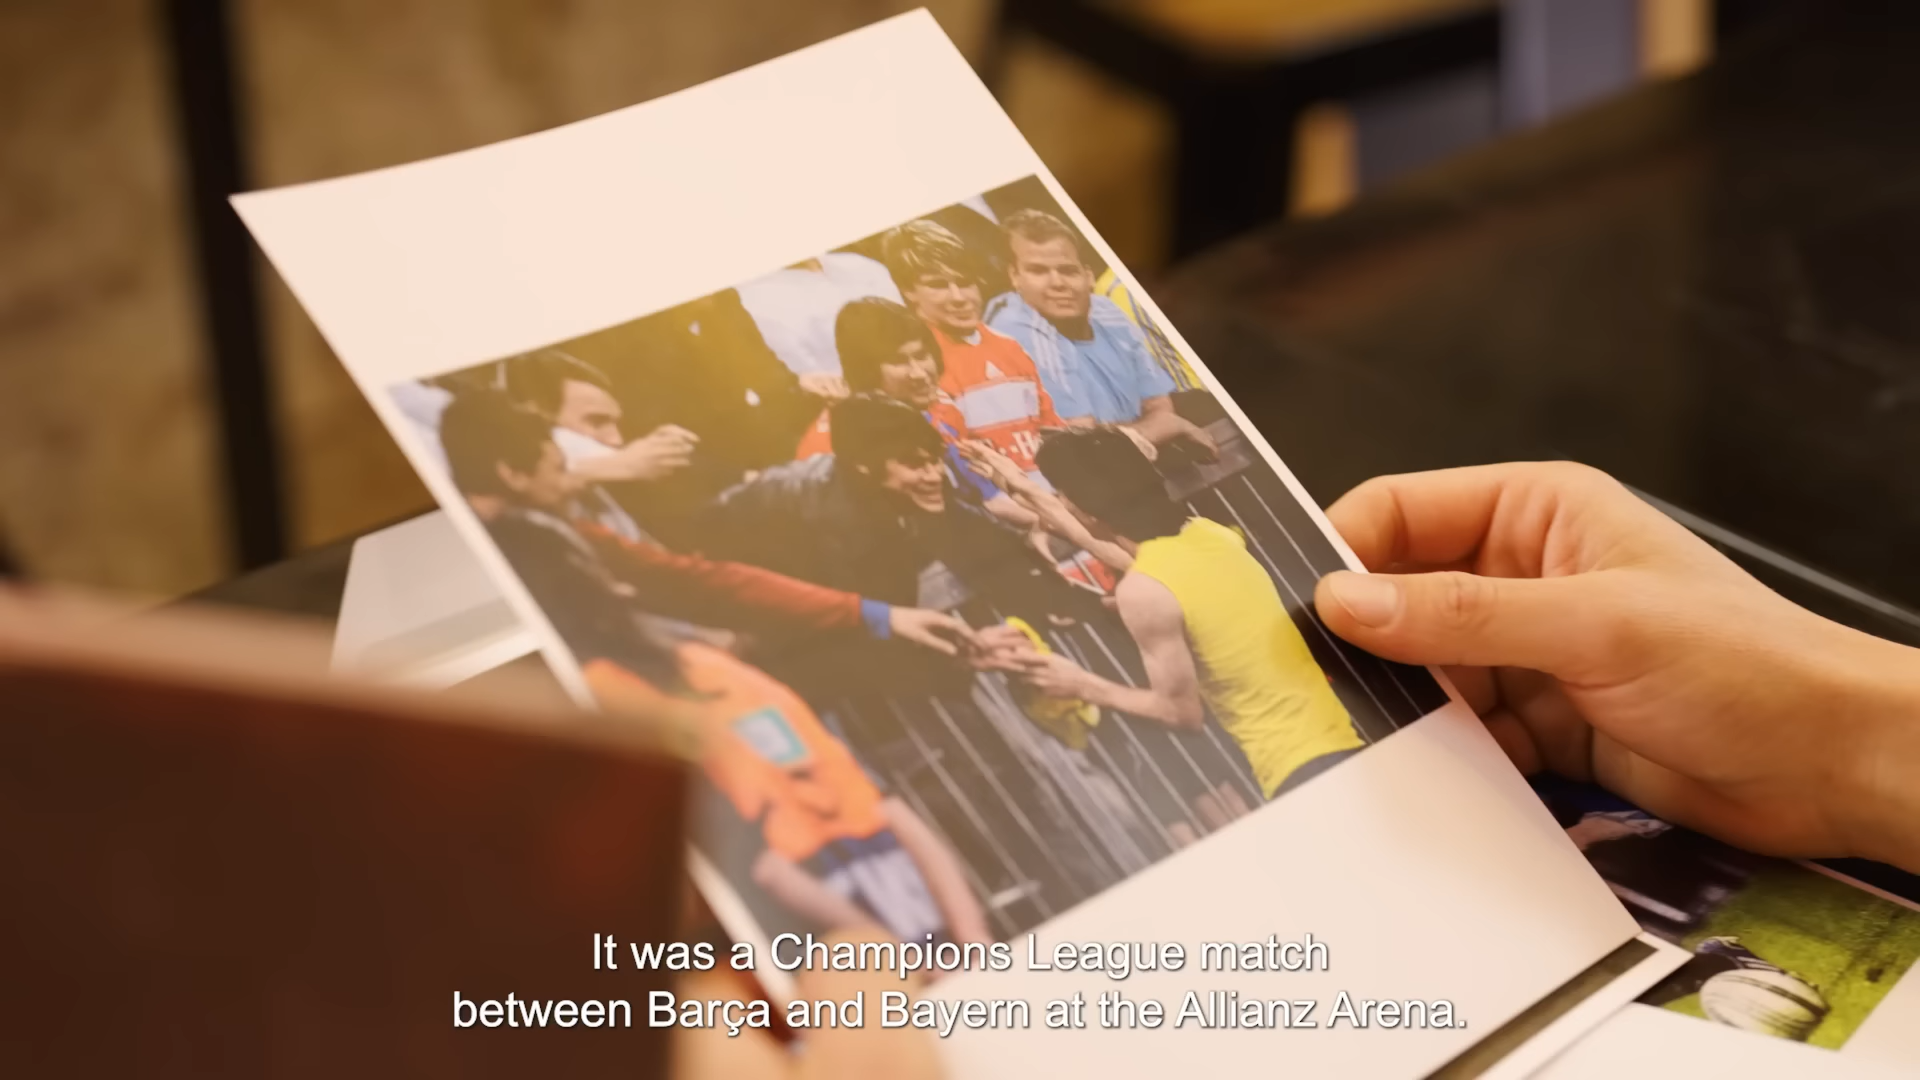 It was a Champions League match
between Barça and Bayern at the Allianz Arena.